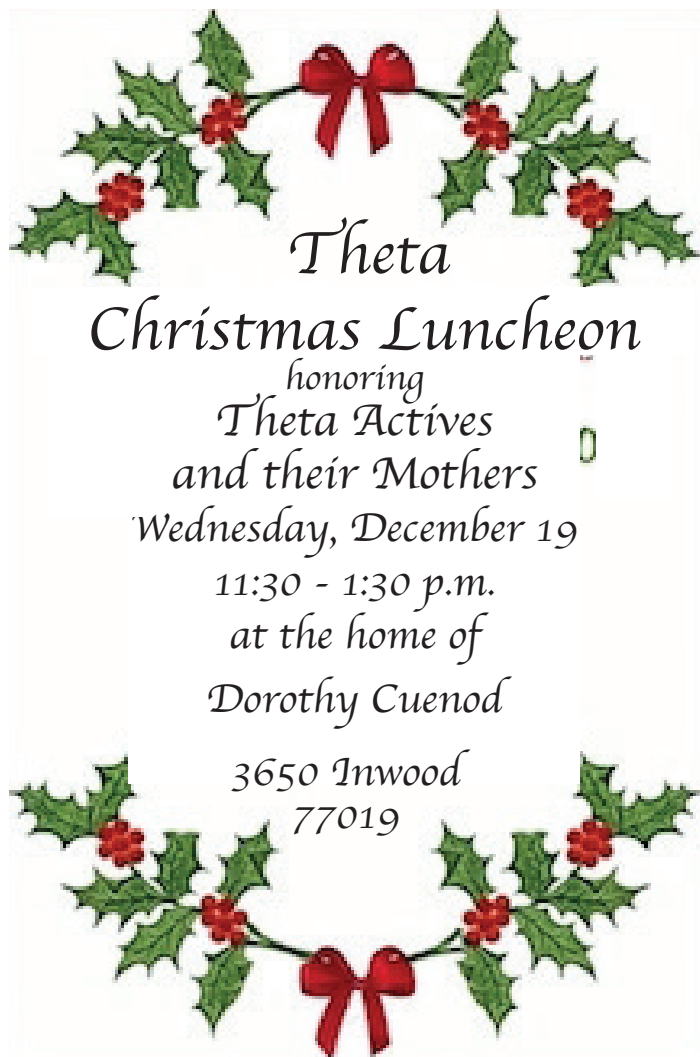 Theta
Christmas Luncheon
honoring
Theta Actives
and their Mothers
Wednesday, December 19
11:30 - 1:30 p.m.
at the home of
Dorothy Cuenod
3650 Inwood
77019